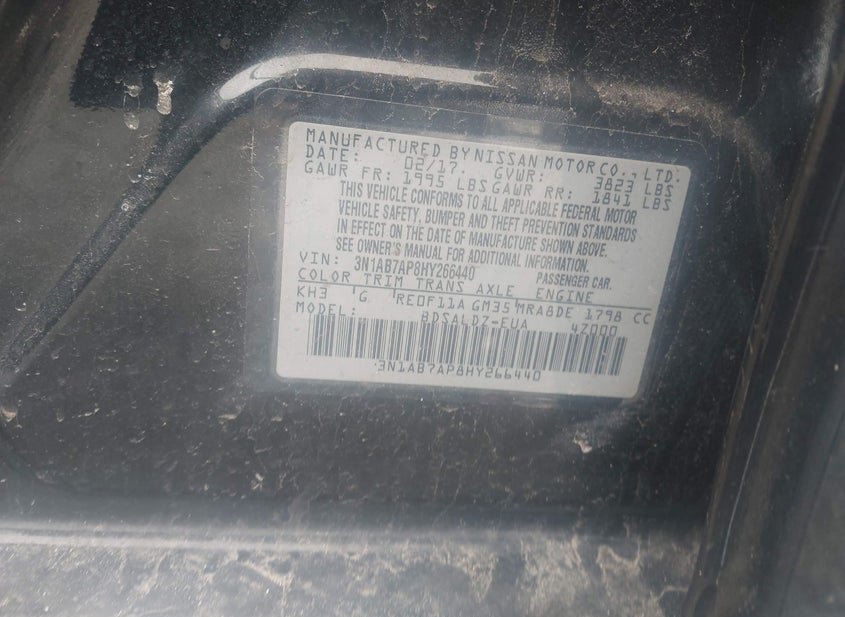 MANUFACTURED BY NISSAN MOTOR CO., LTD.
DATE: 02/17. GVWR: 3823 LBS
GAWR FR: 1995 LBS GAWR RR: 1841 LBS
THIS VEHICLE CONFORMS TO ALL APPLICABLE FEDERAL MOTOR
VEHICLE SAFETY, BUMPER AND THEFT PREVENTION STANDARDS
IN EFFECT ON THE DATE OF MANUFACTURE SHOWN ABOVE.
SEE OWNER'S MANUAL FOR ADDITIONAL INFORMATION.
VIN: 3N1AB7AP8HY266440 PASSENGER CAR.
COLOR TRIM TRANS AXLE ENGINE
KH3 G RE0F11A GM35 MRA8DE 1798 CC
MODEL: BDSALDZ-EUA 4Z000
3N1AB7AP8HY266440